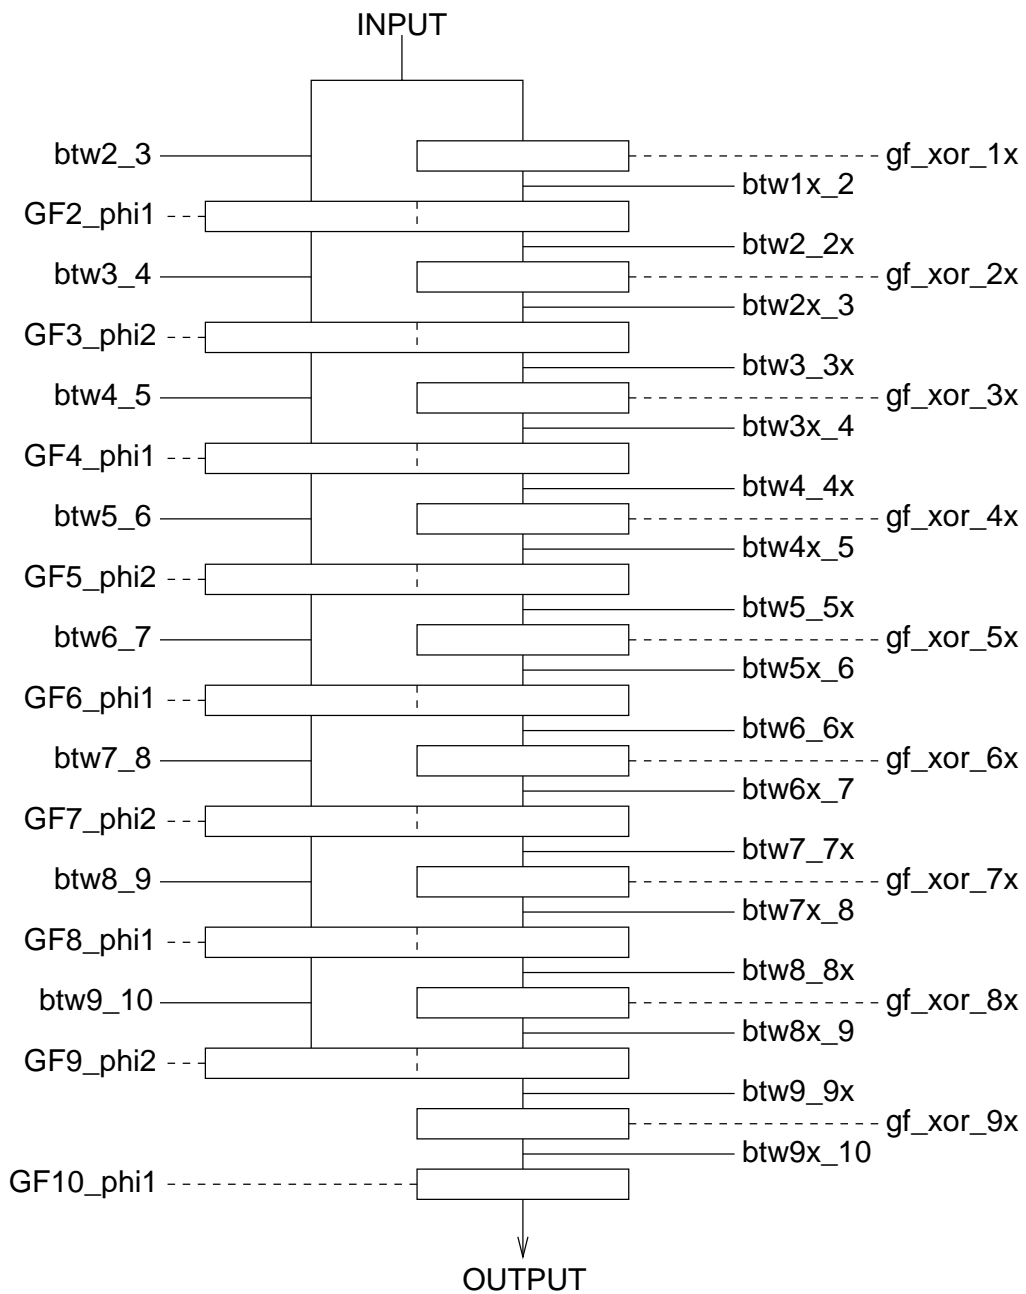 INPUT
btw2_3
gf_xor_1x
btw1x_2
GF2_phi1
btw2_2x
btw3_4
gf_xor_2x
btw2x_3
GF3_phi2
btw3_3x
btw4_5
gf_xor_3x
btw3x_4
GF4_phi1
btw4_4x
btw5_6
gf_xor_4x
btw4x_5
GF5_phi2
btw5_5x
btw6_7
gf_xor_5x
btw5x_6
GF6_phi1
btw6_6x
btw7_8
gf_xor_6x
btw6x_7
GF7_phi2
btw7_7x
btw8_9
gf_xor_7x
btw7x_8
GF8_phi1
btw8_8x
btw9_10
gf_xor_8x
btw8x_9
GF9_phi2
btw9_9x
gf_xor_9x
btw9x_10
GF10_phi1
OUTPUT